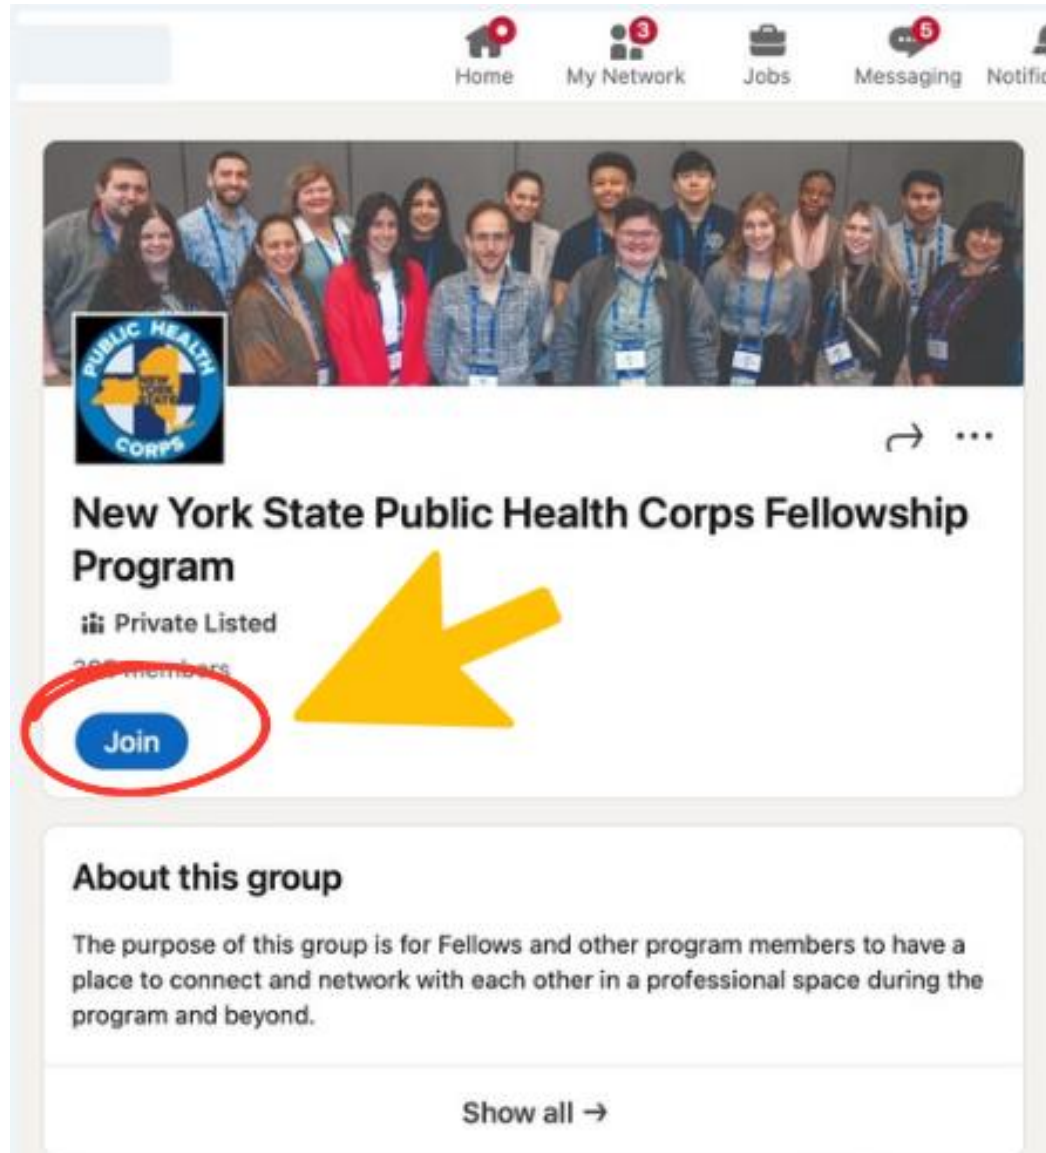 Home
My Network
3
Jobs
Messaging
5
PUBLIC HEALTH
NEW
YORK
STATE
CORPS
New York State Public Health Corps Fellowship
Program
Private Listed
members
Join
About this group
The purpose of this group is for Fellows and other program members to have a
place to connect and network with each other in a professional space during the
program and beyond.
Show all →